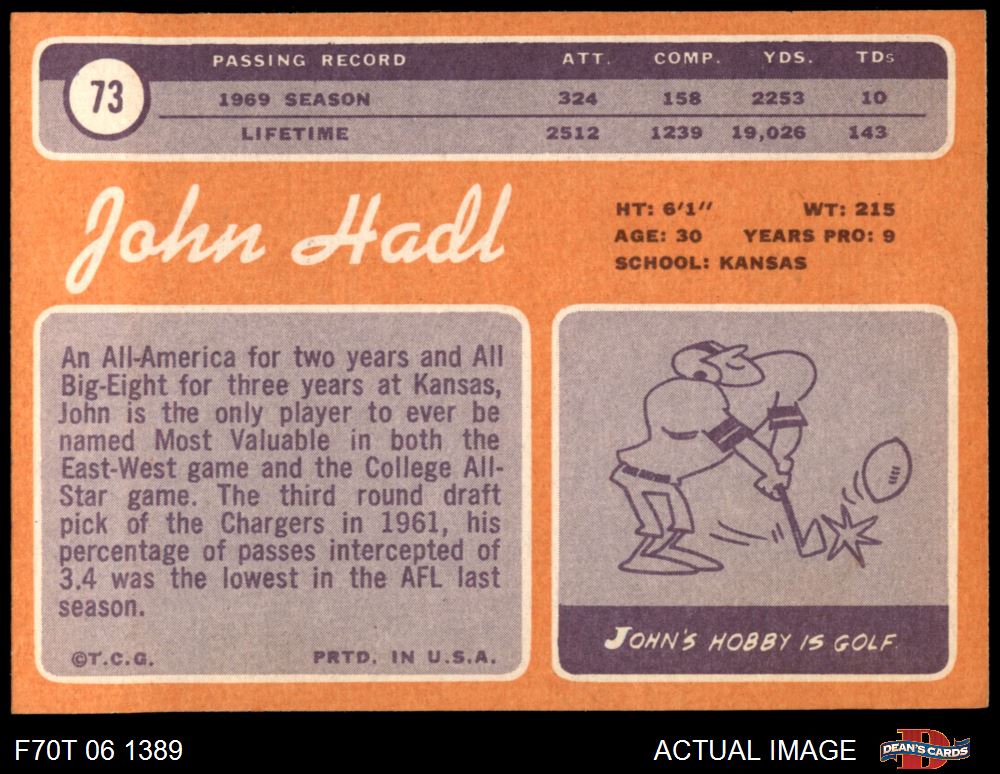 73
PASSING RECORD ATT. COMP. YDS. TDs
1969 SEASON 324 158 2253 10
LIFETIME 2512 1239 19,026 143
John Hadl
HT: 6'1" WT: 215
AGE: 30 YEARS PRO: 9
SCHOOL: KANSAS
An All-America for two years and All
Big-Eight for three years at Kansas,
John is the only player to ever be
named Most Valuable in both the
East-West game and the College All-
Star game. The third round draft
pick of the Chargers in 1961, his
percentage of passes intercepted of
3.4 was the lowest in the AFL last
season.
©T.C.G. PRTD. IN U.S.A.
JOHN'S HOBBY IS GOLF.
F70T 06 1389 ACTUAL IMAGE DEAN'S CARDS